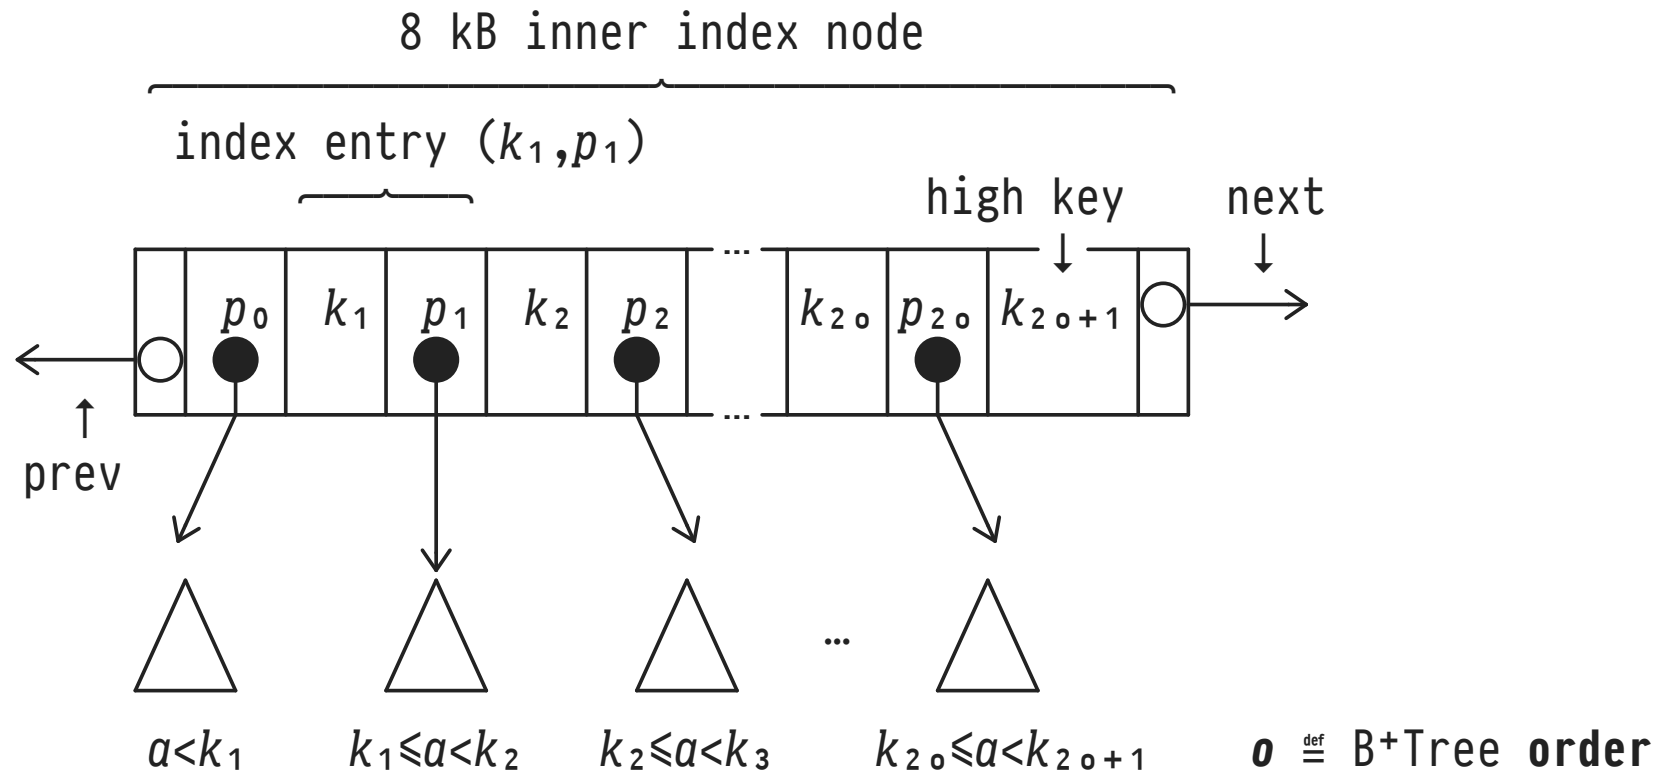 8 kB inner index node
index entry (k₁,p₁)
high key
next
p₀ k₁ p₁ k₂ p₂ ... k₂ₒ p₂ₒ k₂ₒ₊₁
...
prev
...
a<k₁ k₁⩽a<k₂ k₂⩽a<k₃ k₂ₒ⩽a<k₂ₒ₊₁ o ≝ B⁺Tree order